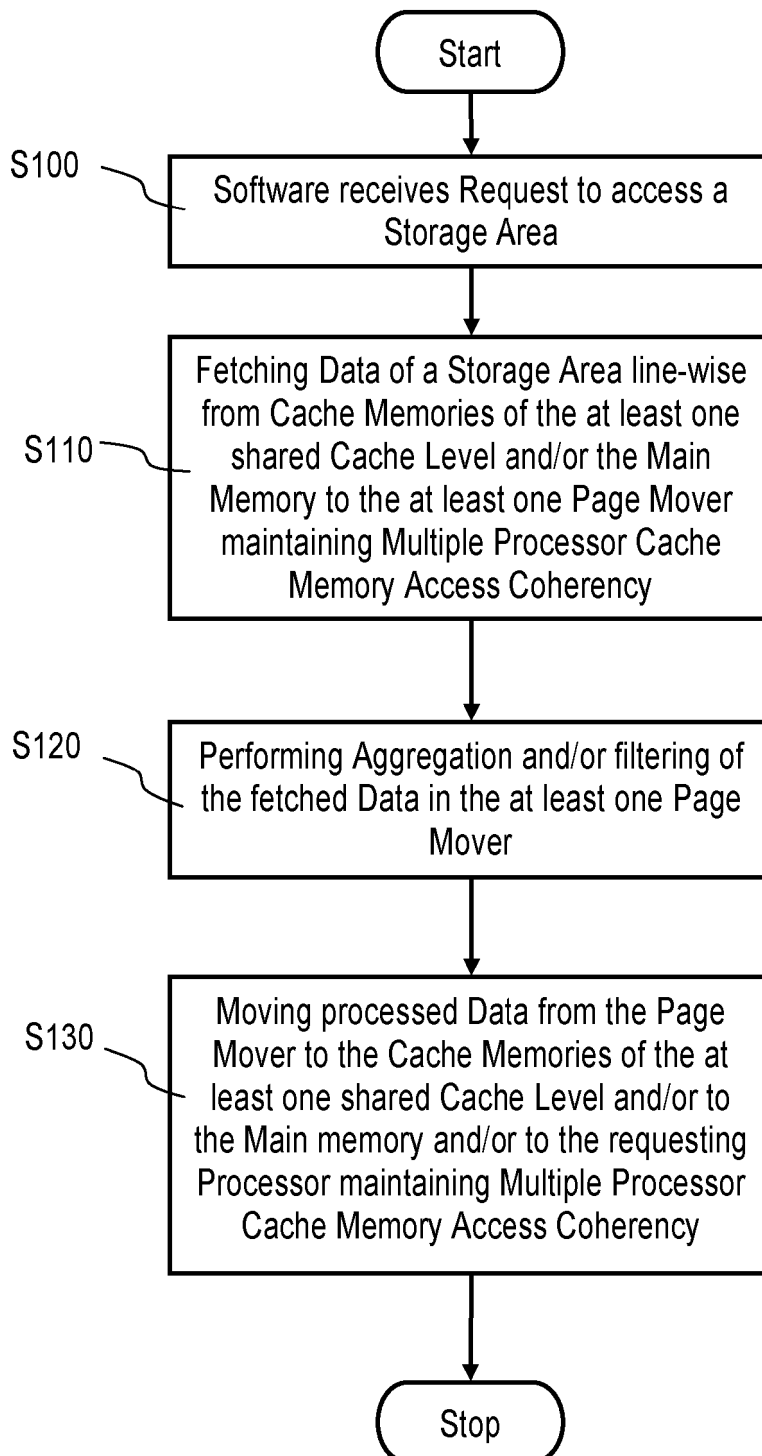 Start
S100
Software receives Request to access a
Storage Area
S110
Fetching Data of a Storage Area line-wise
from Cache Memories of the at least one
shared Cache Level and/or the Main
Memory to the at least one Page Mover
maintaining Multiple Processor Cache
Memory Access Coherency
S120
Performing Aggregation and/or filtering of
the fetched Data in the at least one Page
Mover
S130
Moving processed Data from the Page
Mover to the Cache Memories of the at
least one shared Cache Level and/or to
the Main memory and/or to the requesting
Processor maintaining Multiple Processor
Cache Memory Access Coherency
Stop